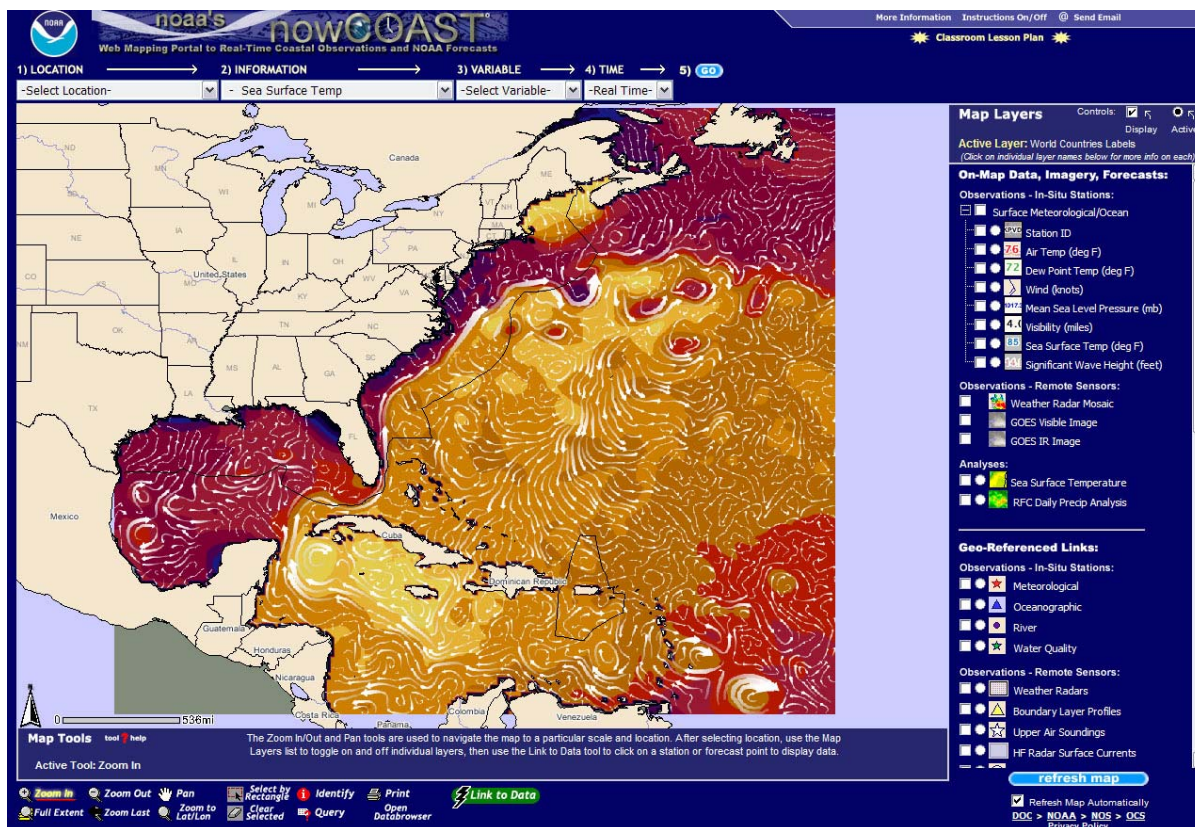 NOAA
noaa's
nowCOAST
Web Mapping Portal to Real-Time Coastal Observations and NOAA Forecasts
More Information Instructions On/Off @ Send Email
Classroom Lesson Plan
1) LOCATION 2) INFORMATION 3) VARIABLE 4) TIME 5) GO
-Select Location- - Sea Surface Temp -Select Variable- -Real Time-
Map Layers Controls:
Display Active
Active Layer: World Countries Labels
(Click on individual layer names below for more info on each)
On-Map Data, Imagery, Forecasts:
Observations - In-Situ Stations:
Surface Meteorological/Ocean
Station ID
76 Air Temp (deg F)
72 Dew Point Temp (deg F)
Wind (knots)
Mean Sea Level Pressure (mb)
4.0 Visibility (miles)
85 Sea Surface Temp (deg F)
Significant Wave Height (feet)
Observations - Remote Sensors:
Weather Radar Mosaic
GOES Visible Image
GOES IR Image
Analyses:
Sea Surface Temperature
RFC Daily Precip Analysis
Geo-Referenced Links:
Observations - In-Situ Stations:
Meteorological
Oceanographic
River
Water Quality
Observations - Remote Sensors:
Weather Radars
Boundary Layer Profiles
Upper Air Soundings
HF Radar Surface Currents
refresh map
Refresh Map Automatically
DOC > NOAA > NOS > OCS
Privacy Policy
Canada
ND
MN
WI
MI
ME
VT NH
NY
MA
CT
SD
NE
IA
IL
IN
OH
PA
WV
VA
CO
KS
MO
KY
United States
OK
AR
TN
NC
SC
NM
TX
LA
MS
AL
GA
FL
Mexico
Cuba
Dominican Republic
Guatemala
Honduras
Nicaragua
Costa Rica
Panama
Colombia
Venezuela
0 536mi
Map Tools tool ? help
The Zoom In/Out and Pan tools are used to navigate the map to a particular scale and location. After selecting location, use the Map
Layers list to toggle on and off individual layers, then use the Link to Data tool to click on a station or forecast point to display data.
Active Tool: Zoom In
Zoom In Zoom Out Pan Select by Rectangle Identify Print Link to Data
Full Extent Zoom Last Zoom to Lat/Lon Clear Selected Query Open Databrowser